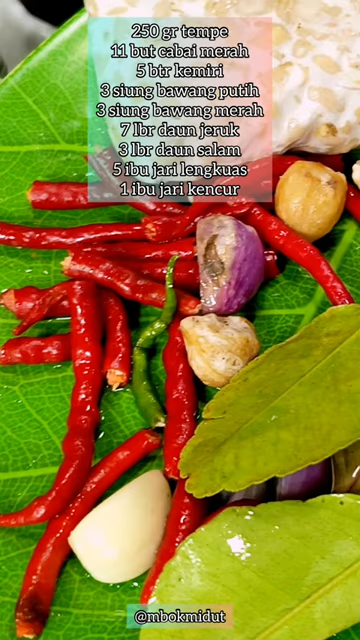 250 gr tempe
11 but cabai merah
5 btr kemiri
3 siung bawang putih
3 siung bawang merah
7 lbr daun jeruk
3 lbr daun salam
5 ibu jari lengkuas
1 ibu jari kencur
@mbokmidut